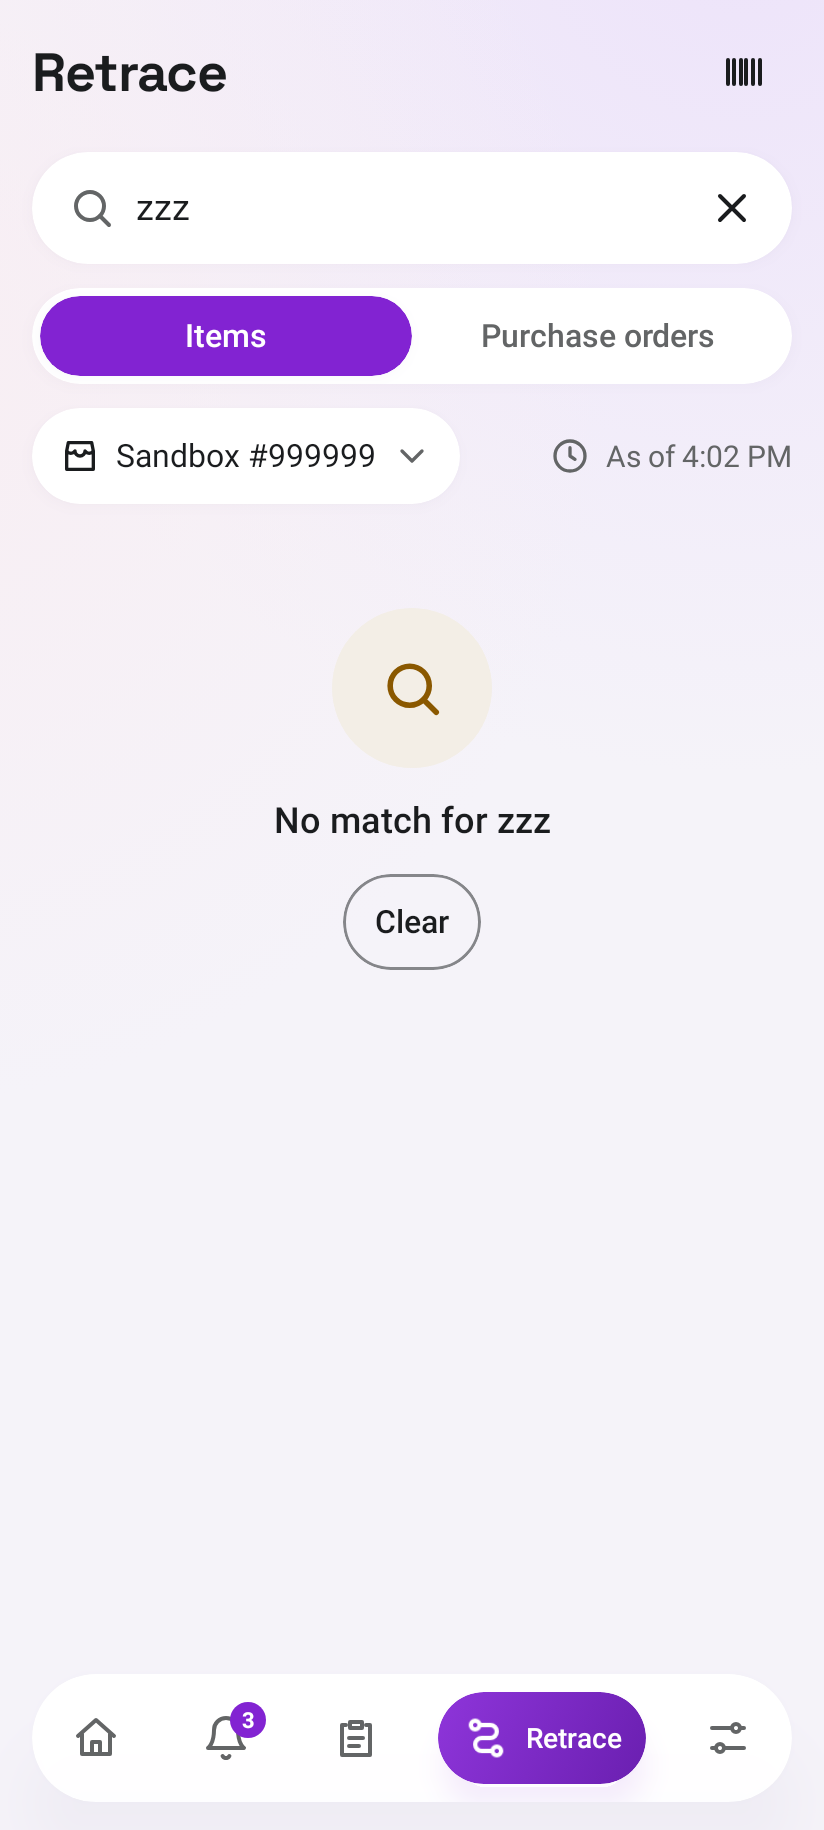 Retrace
zzz
Items
Purchase orders
Sandbox #999999
As of 4:02 PM
No match for zzz
Clear
3
Retrace